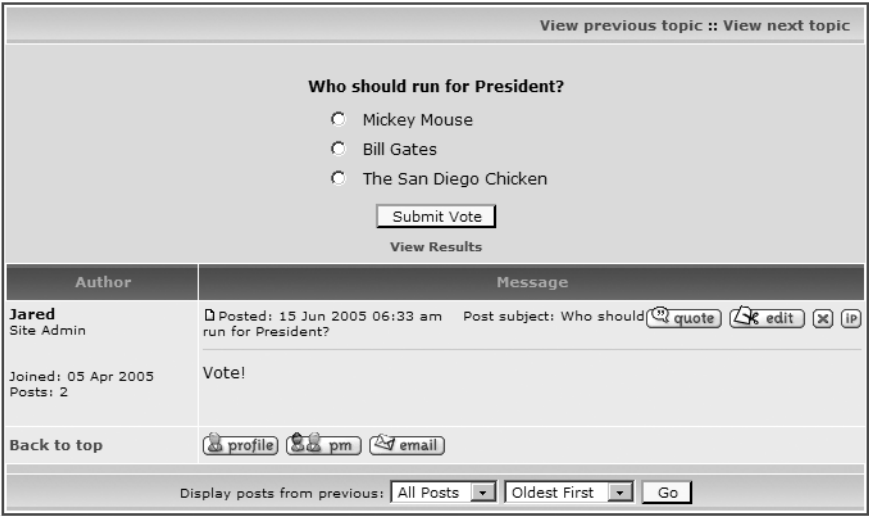 View previous topic :: View next topic
Who should run for President?
Mickey Mouse
Bill Gates
The San Diego Chicken
Submit Vote
View Results
Author Message
Jared
Site Admin
Joined: 05 Apr 2005
Posts: 2
Posted: 15 Jun 2005 06:33 am Post subject: Who should
run for President?
quote edit iP
Vote!
Back to top
profile pm email
Display posts from previous: All Posts Oldest First Go